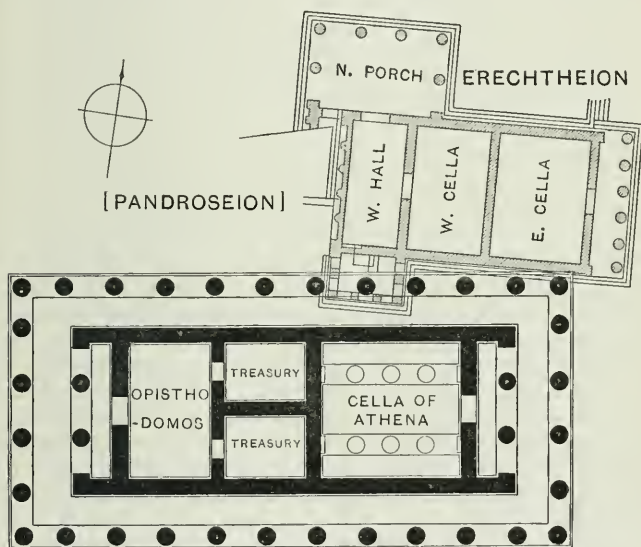 N. PORCH
ERECHTHEION
[PANDROSEION]
W. HALL
W. CELLA
E. CELLA
OPISTHO
-DOMOS
TREASURY
TREASURY
CELLA OF
ATHENA